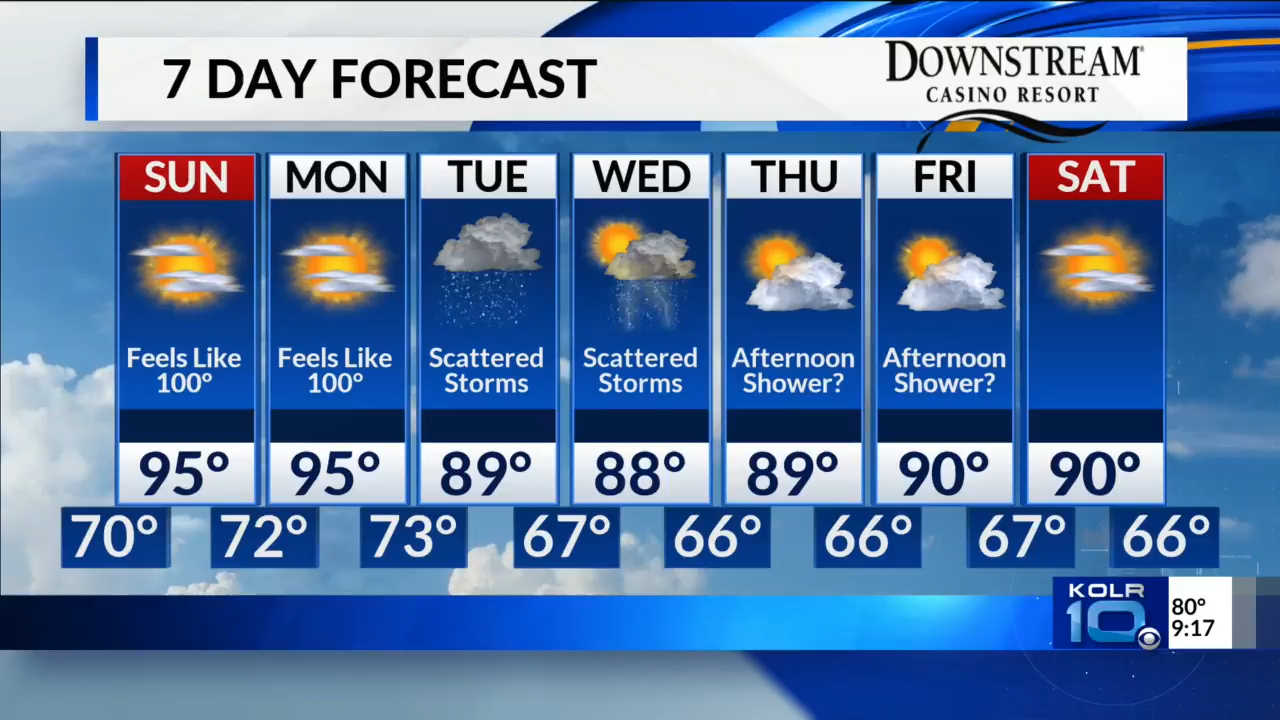 7 DAY FORECAST
DOWNSTREAM®
CASINO RESORT
SUN MON TUE WED THU FRI SAT
Feels Like Feels Like Scattered Scattered Afternoon Afternoon
100° 100° Storms Storms Shower? Shower?
95° 95° 89° 88° 89° 90° 90°
70° 72° 73° 67° 66° 66° 67° 66°
KOLR
10
80°
9:17